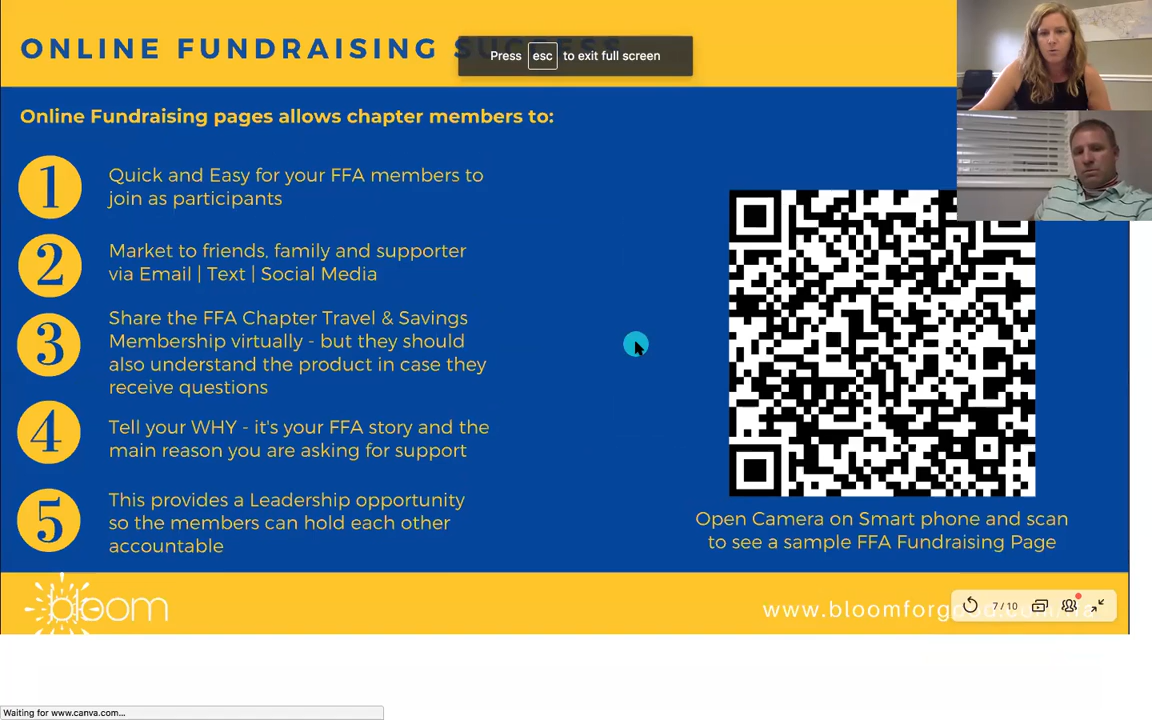 ONLINE FUNDRAISING
Press esc to exit full screen
Online Fundraising pages allows chapter members to:
1
Quick and Easy for your FFA members to
join as participants
2
Market to friends, family and supporter
via Email | Text | Social Media
3
Share the FFA Chapter Travel & Savings
Membership virtually - but they should
also understand the product in case they
receive questions
4
Tell your WHY - it's your FFA story and the
main reason you are asking for support
5
This provides a Leadership opportunity
so the members can hold each other
accountable
Open Camera on Smart phone and scan
to see a sample FFA Fundraising Page
bloom
7 / 10
Waiting for www.canva.com...